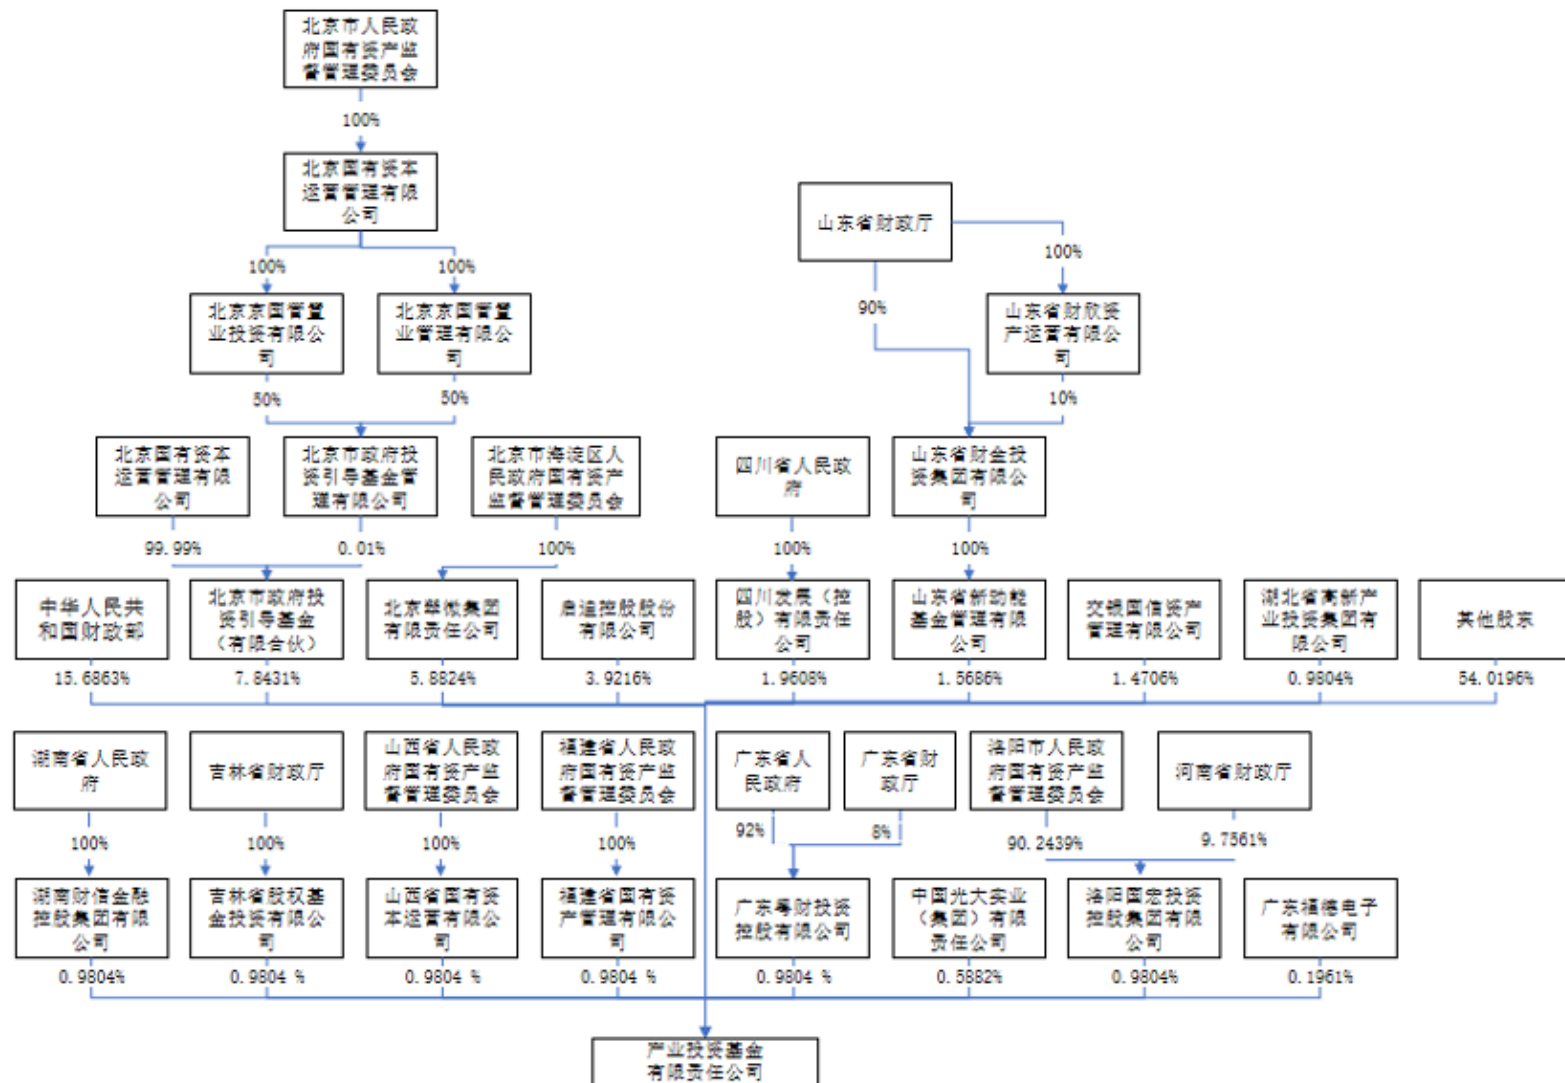 北京市人民政
府国有资产监
督管理委员会
100%
北京国有资本
运营管理有限
公司
山东省财政厅
100%
100%
100%
90%
北京京国管置
业投资有限公
司
北京京国管置
业管理有限公
司
山东省财欣资
产运营有限公
司
50%
50%
10%
北京国有资本
运营管理有限
公司
北京市政府投
资引导基金管
理有限公司
北京市海淀区人
民政府国有资产
监督管理委员会
四川省人民政
府
山东省财金投
资集团有限公
司
99.99%
0.01%
100%
100%
100%
中华人民共
和国财政部
北京市政府投
资引导基金
（有限合伙）
北京翠微集团
有限责任公司
启迪控股股份
有限公司
四川发展（控
股）有限责任
公司
山东省新动能
基金管理有限
公司
交银国信资产
管理有限公司
湖北省高新产
业投资集团有
限公司
其他股东
15.6863%
7.8431%
5.8824%
3.9216%
1.9608%
1.5686%
1.4706%
0.9804%
54.0196%
湖南省人民政
府
吉林省财政厅
山西省人民政
府国有资产监
督管理委员会
福建省人民政
府国有资产监
督管理委员会
广东省人
民政府
广东省财
政厅
洛阳市人民政
府国有资产监
督管理委员会
河南省财政厅
100%
100%
100%
100%
92%
8%
90.2439%
9.7561%
湖南财信金融
控股集团有限
公司
吉林省股权基
金投资有限公
司
山西省国有资
本运营有限公
司
福建省国有资
产管理有限公
司
广东粤财投资
控股有限公司
中国光大实业
（集团）有限
责任公司
洛阳国宏投资
控股集团有限
公司
广东福德电子
有限公司
0.9804%
0.9804 %
0.9804 %
0.9804 %
0.9804 %
0.5882%
0.9804%
0.1961%
产业投资基金
有限责任公司